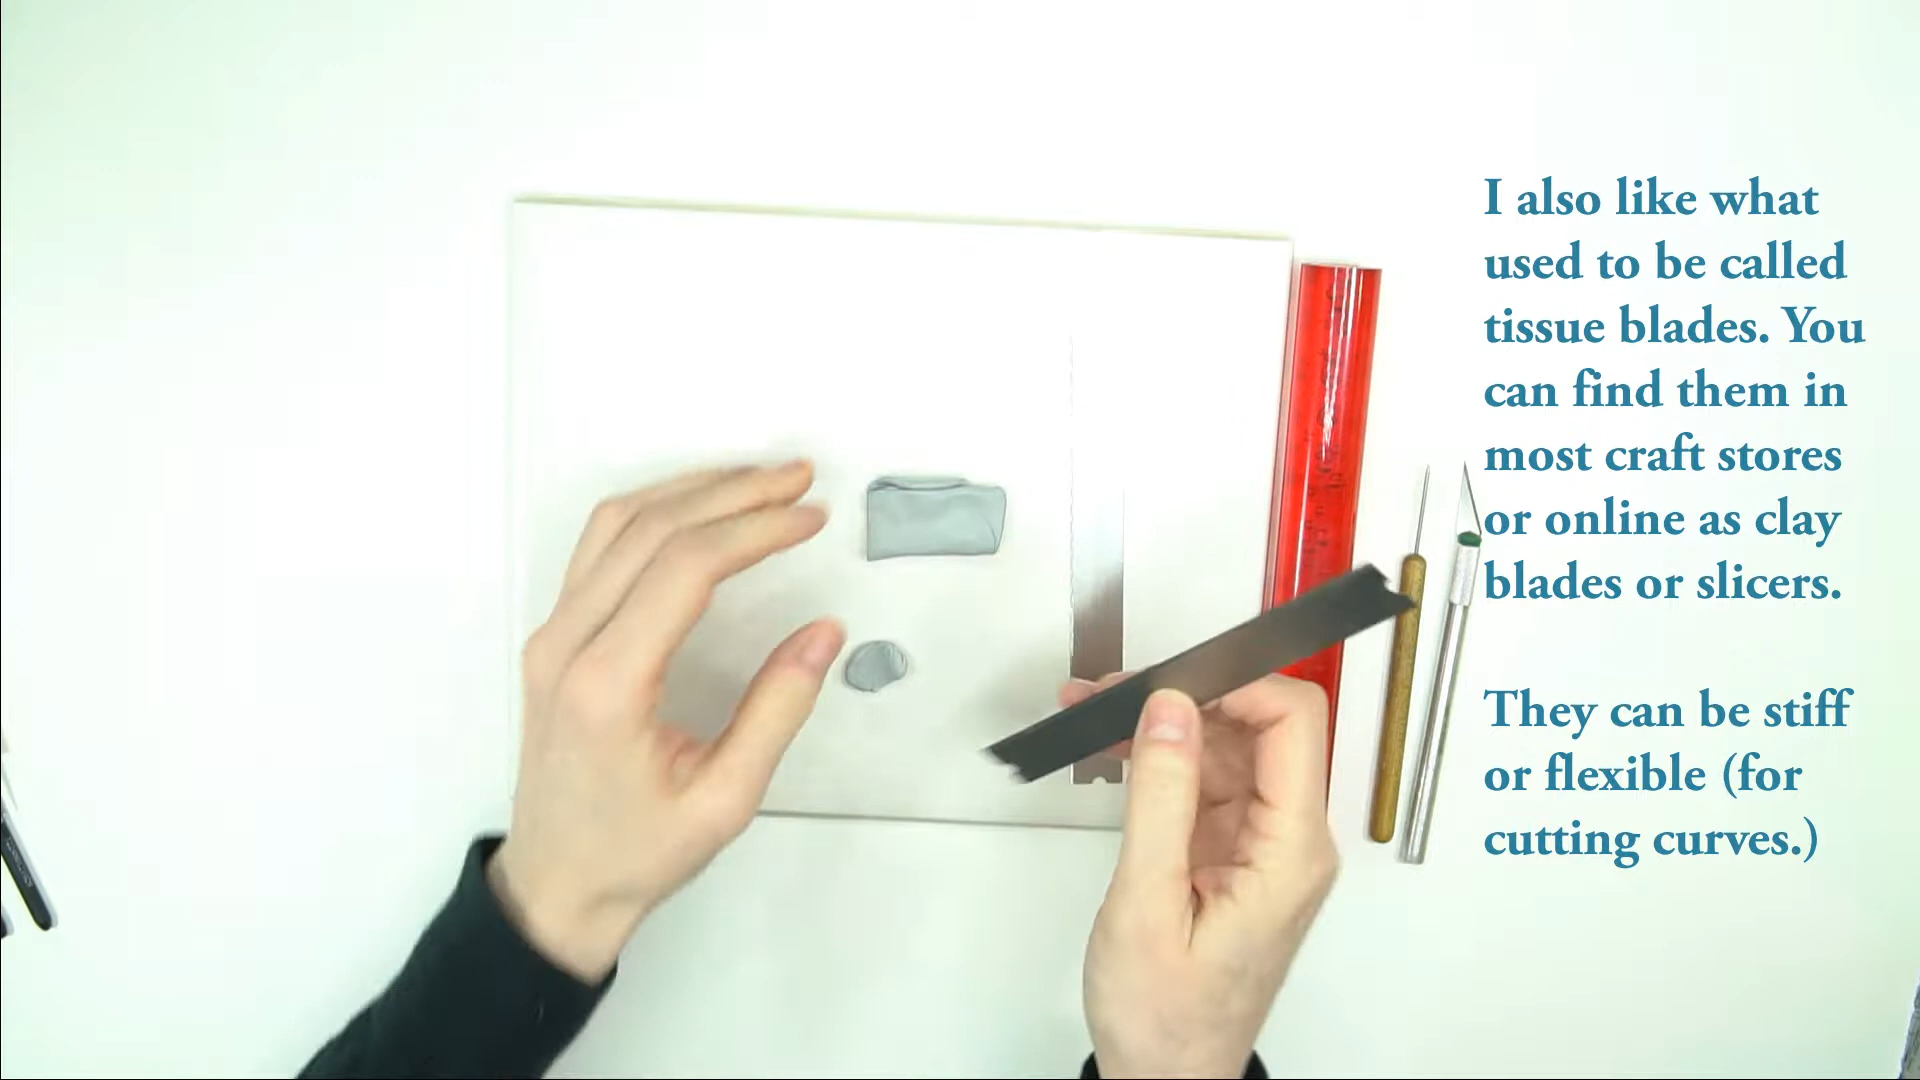 I also like what
used to be called
tissue blades. You
can find them in
most craft stores
or online as clay
blades or slicers.
They can be stiff
or flexible (for
cutting curves.)